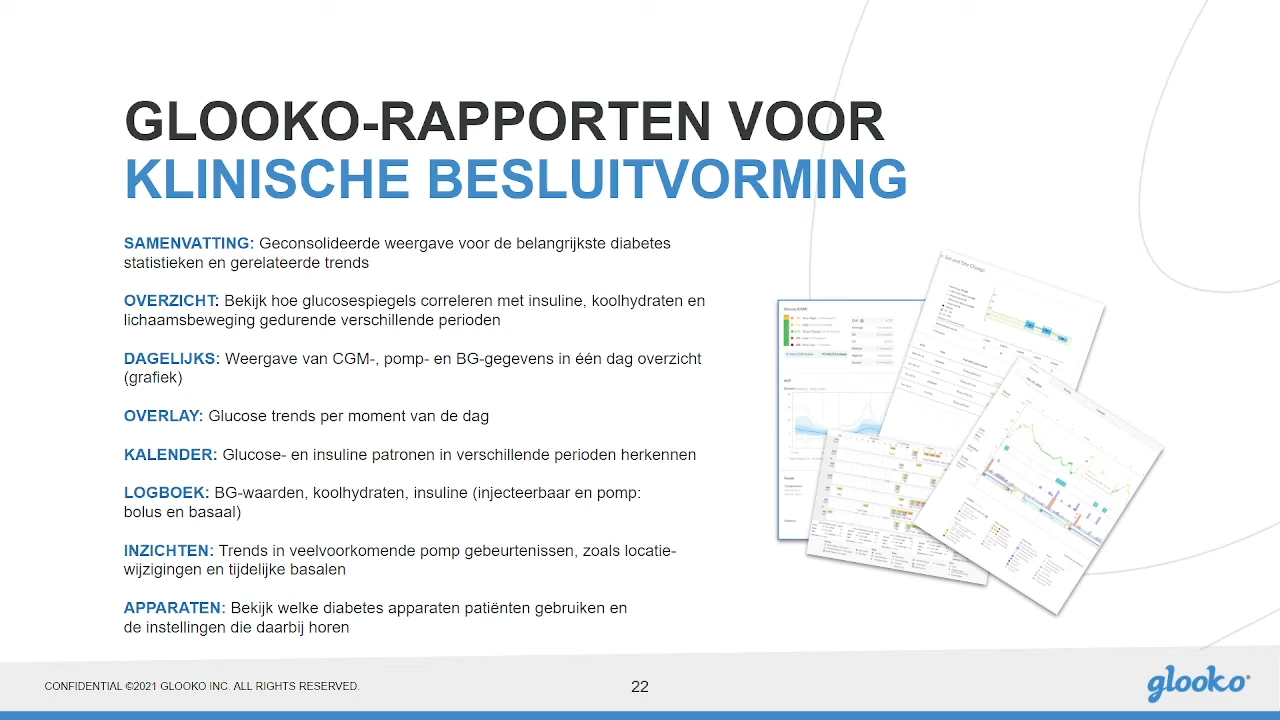 GLOOKO-RAPPORTEN VOOR
KLINISCHE BESLUITVORMING
SAMENVATTING: Geconsolideerde weergave voor de belangrijkste diabetes
statistieken en gerelateerde trends
OVERZICHT: Bekijk hoe glucosespiegels correleren met insuline, koolhydraten en
lichaamsbeweging gedurende verschillende perioden
DAGELIJKS: Weergave van CGM, pomp en BG-gegevens in een dag overzicht
(grafiek)
OVERLAY: Glucose trends per moment van de dag
KALENDER: Glucose- en insuline patronen in verschillende perioden herkennen
LOGBOEK: BG-waarden, koolhydraten, insuline (injecteerbaar en pomp:
bolus en basaal)
INZICHTEN: Trends in veelvoorkomende pomp gebeurtenissen, zoals locatie-
wijzigingen en tijdelijke basalen
APPARATEN: Bekijk welke diabetes apparaten patiënten gebruiken en
de instellingen die daarbij horen
Set and Site Change
CONFIDENTIAL ©2021 GLOOKO INC. ALL RIGHTS RESERVED.
22
glooko®